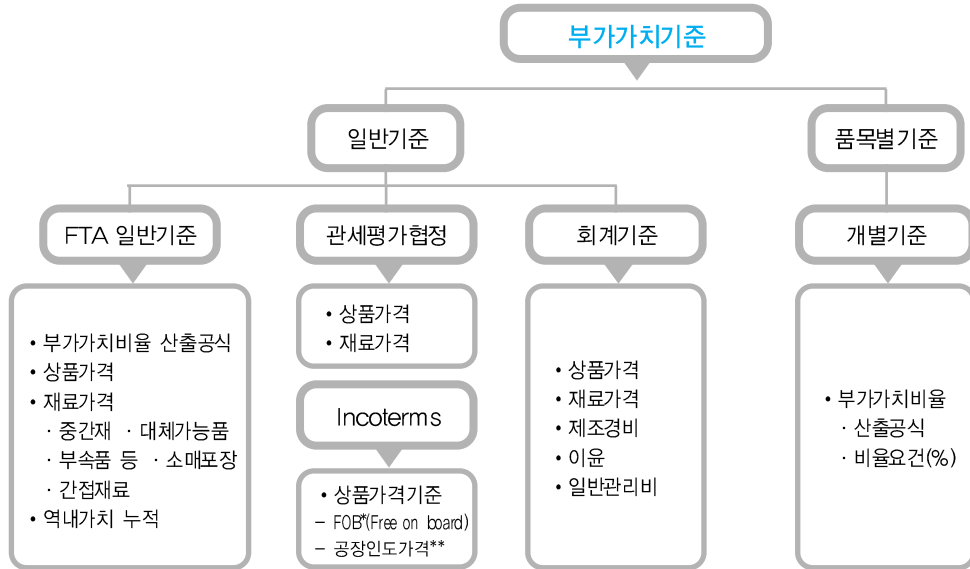 부가가치기준
일반기준
품목별기준
FTA 일반기준
관세평가협정
회계기준
개별기준
• 부가가치비율 산출공식
• 상품가격
• 재료가격
· 중간재 · 대체가능품
· 부속품 등 · 소매포장
· 간접재료
• 역내가치 누적
• 상품가격
• 재료가격
Incoterms
• 상품가격기준
– FOB*(Free on board)
– 공장인도가격**
• 상품가격
• 재료가격
• 제조경비
• 이윤
• 일반관리비
• 부가가치비율
· 산출공식
· 비율요건(%)